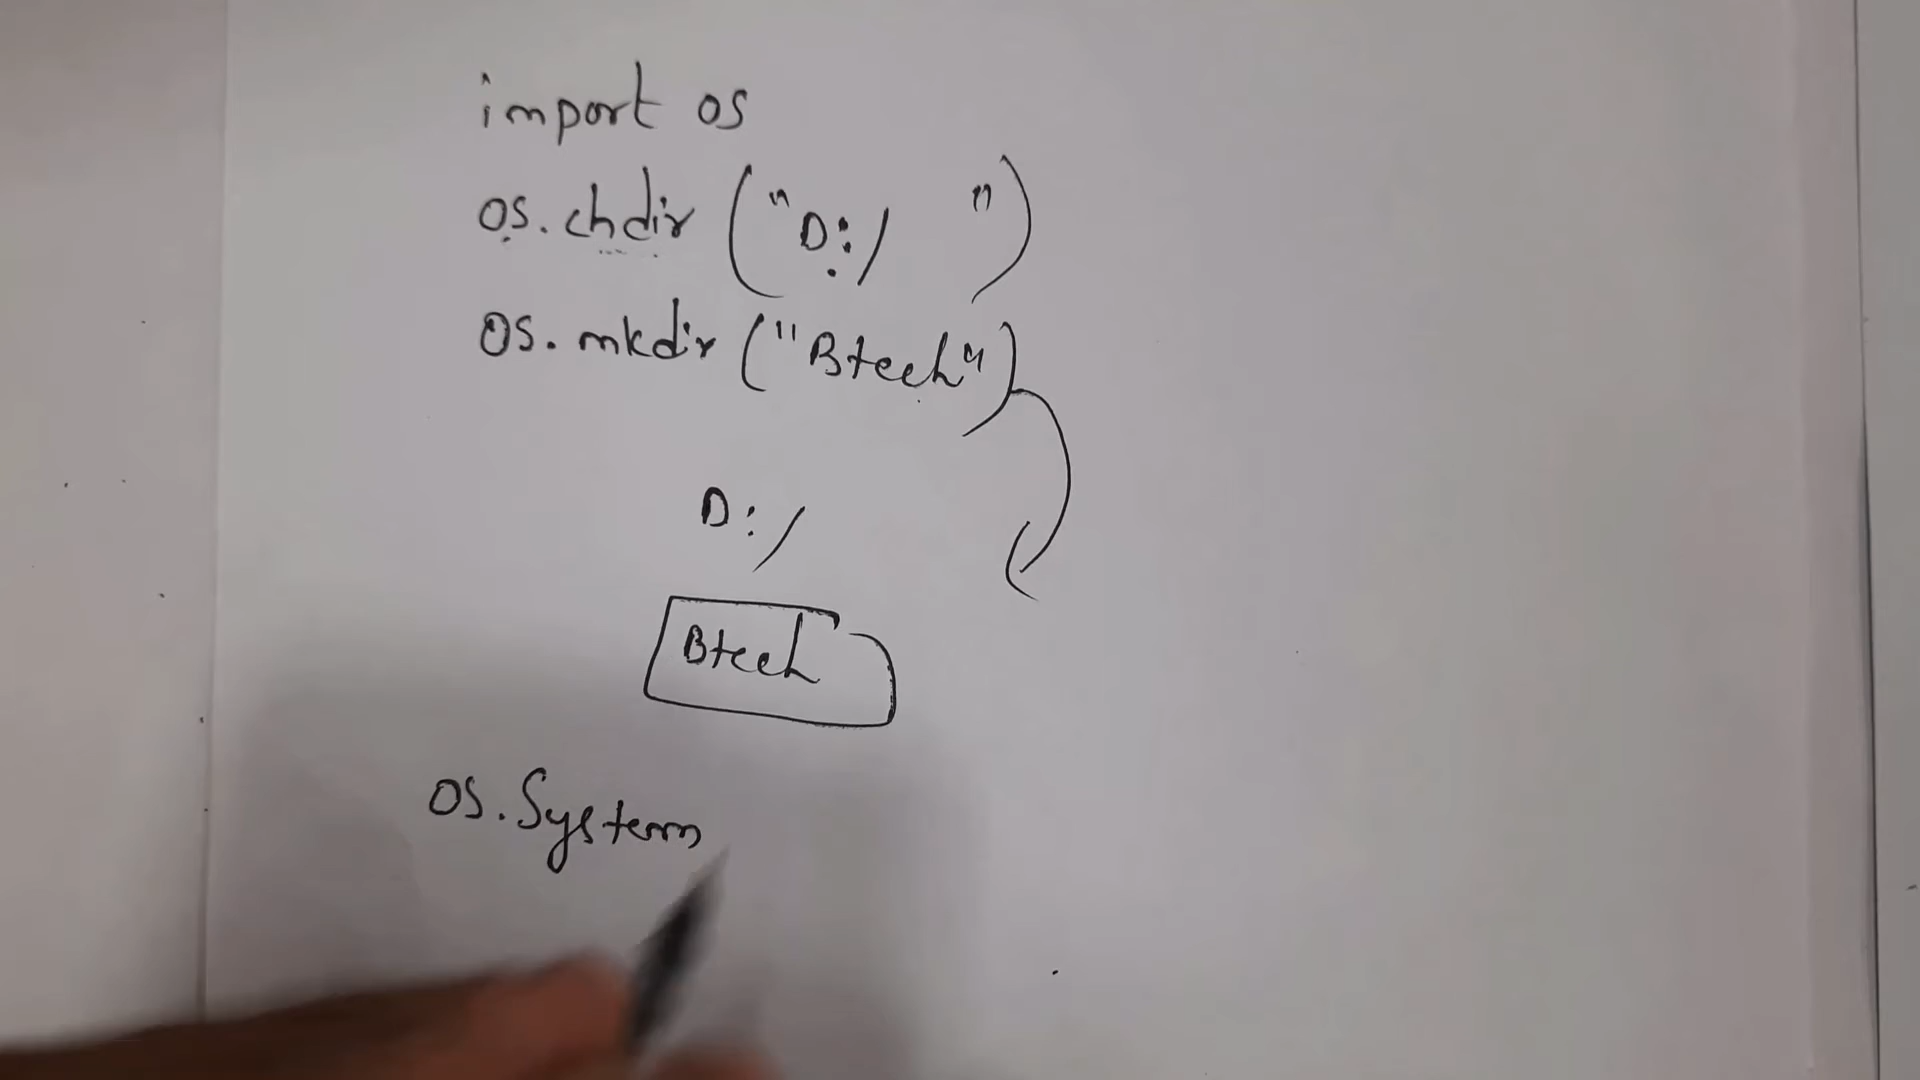 import os
os.chdir ("D:/ ")
os.mkdir ("Btech")
D:/
Btech
os.System